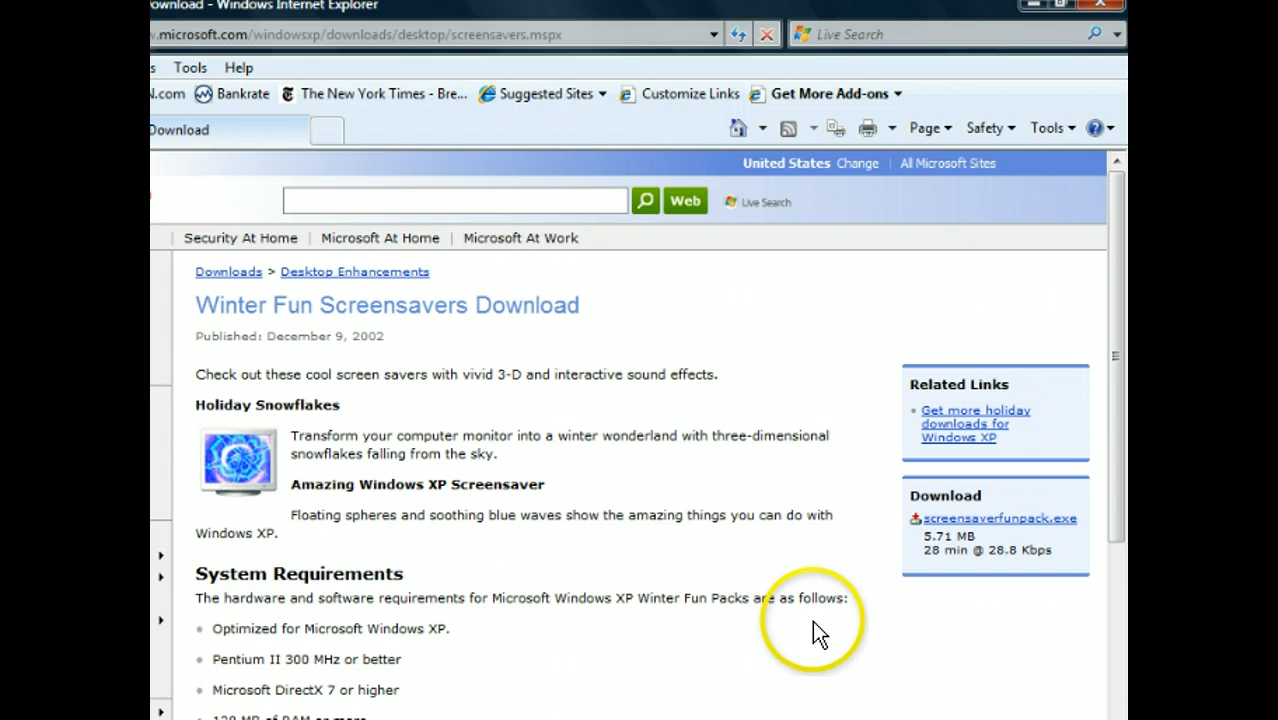 ownload - Windows Internet Explorer
.microsoft.com/windowsxp/downloads/desktop/screensavers.mspx
Live Search
s Tools Help
N.com Bankrate The New York Times - Bre... Suggested Sites Customize Links Get More Add-ons
Download
Page Safety Tools
United States Change | All Microsoft Sites
Web Live Search
| Security At Home | Microsoft At Home | Microsoft At Work
Downloads > Desktop Enhancements
Winter Fun Screensavers Download
Published: December 9, 2002
Check out these cool screen savers with vivid 3-D and interactive sound effects.
Holiday Snowflakes
Transform your computer monitor into a winter wonderland with three-dimensional
snowflakes falling from the sky.
Amazing Windows XP Screensaver
Floating spheres and soothing blue waves show the amazing things you can do with
Windows XP.
System Requirements
The hardware and software requirements for Microsoft Windows XP Winter Fun Packs are as follows:
• Optimized for Microsoft Windows XP.
• Pentium II 300 MHz or better
• Microsoft DirectX 7 or higher
128 MB of RAM or more
Related Links
• Get more holiday
downloads for
Windows XP
Download
screensaverfunpack.exe
5.71 MB
28 min @ 28.8 Kbps